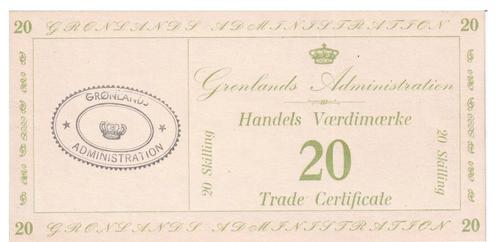 20 GRØNLANDS ADMINISTRATION 20
GRØNLANDS
ADMINISTRATION
Grønlands Administration
Handels Værdimærke
20 Skilling
20
20 Skilling
Trade Certificate
20 GRØNLANDS ADMINISTRATION 20